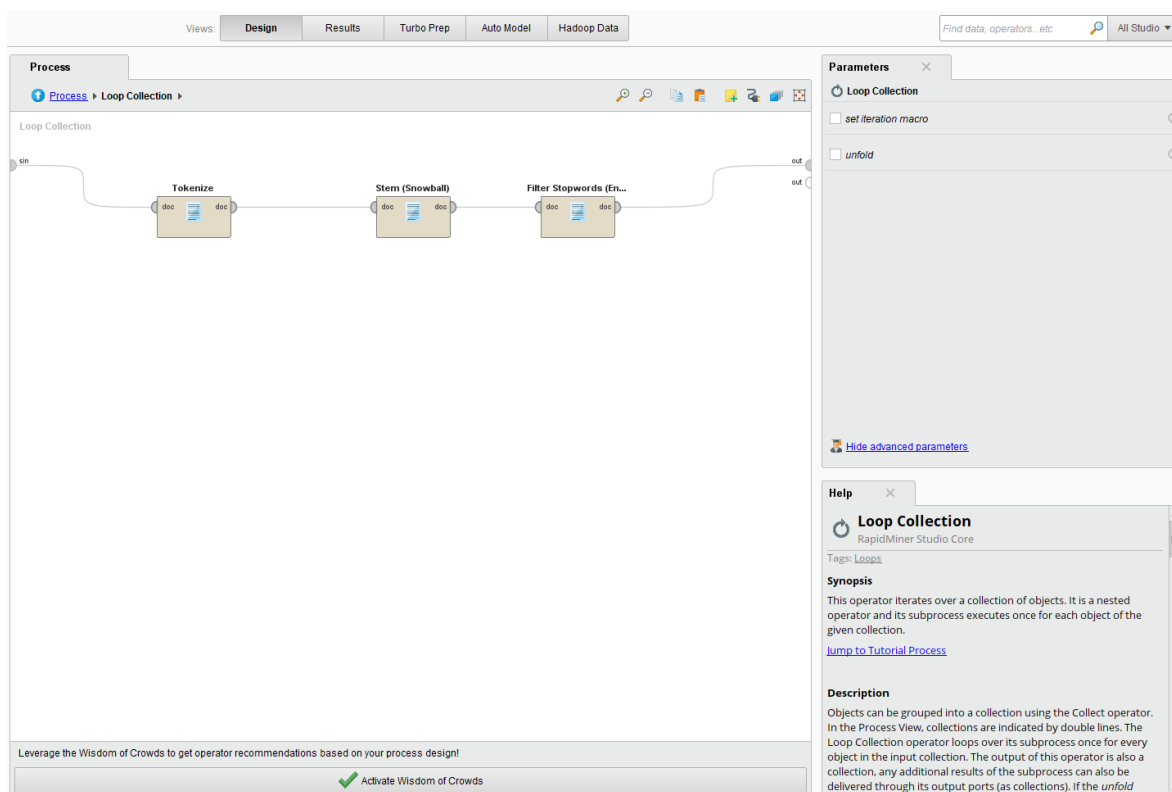 Views: Design Results Turbo Prep Auto Model Hadoop Data
Find data, operators...etc All Studio
Process
Process Loop Collection
Loop Collection
sin
out
out
Tokenize
doc doc
Stem (Snowball)
doc doc
Filter Stopwords (En...
doc doc
Leverage the Wisdom of Crowds to get operator recommendations based on your process design!
Activate Wisdom of Crowds
Parameters
Loop Collection
set iteration macro
unfold
Hide advanced parameters
Help
Loop Collection
RapidMiner Studio Core
Tags: Loops
Synopsis
This operator iterates over a collection of objects. It is a nested
operator and its subprocess executes once for each object of the
given collection.
Jump to Tutorial Process
Description
Objects can be grouped into a collection using the Collect operator.
In the Process View, collections are indicated by double lines. The
Loop Collection operator loops over its subprocess once for every
object in the input collection. The output of this operator is also a
collection, any additional results of the subprocess can also be
delivered through its output ports (as collections). If the unfold